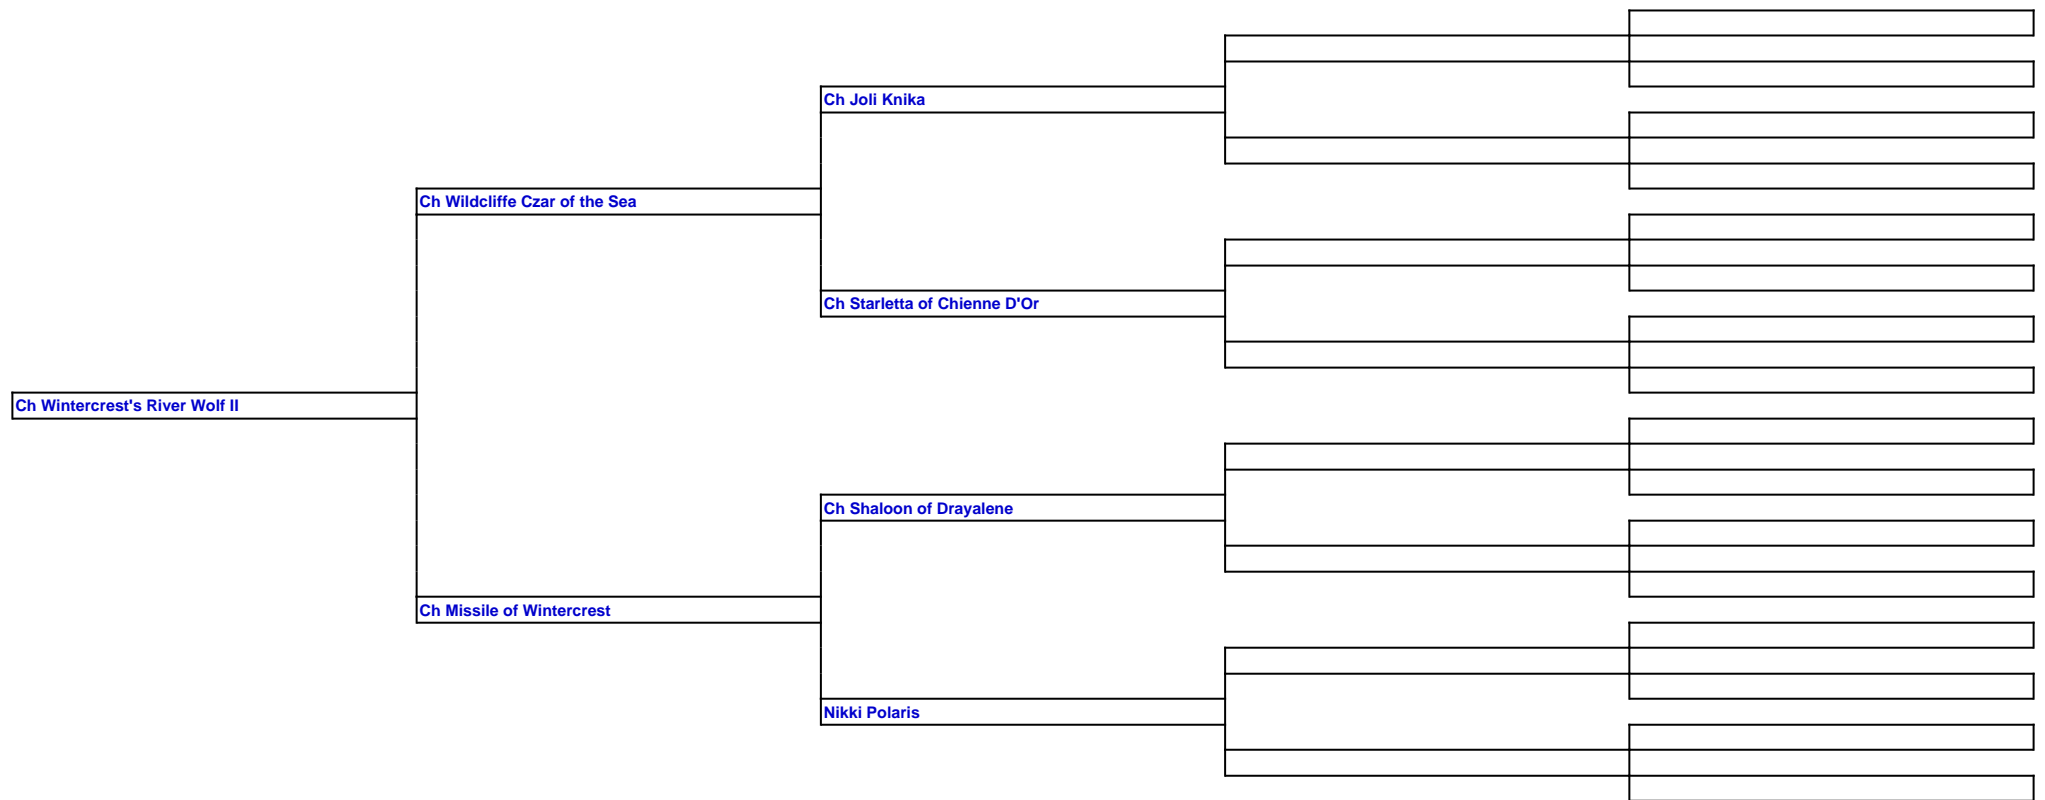 Ch Joli Knika
Ch Wildcliffe Czar of the Sea
Ch Starletta of Chienne D'Or
Ch Wintercrest's River Wolf II
Ch Shaloon of Drayalene
Ch Missile of Wintercrest
Nikki Polaris